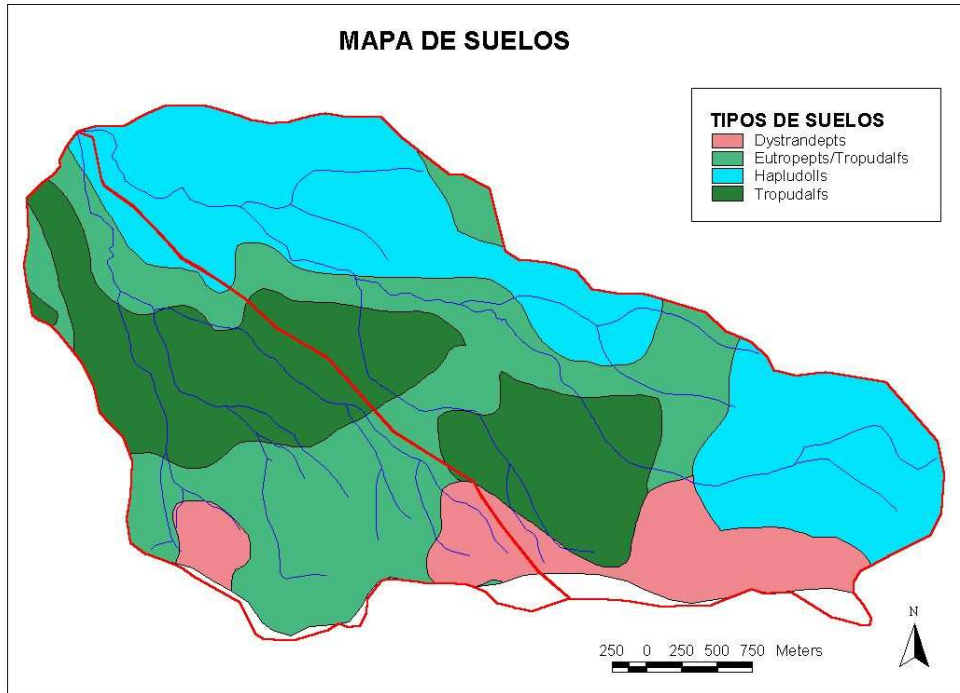 MAPA DE SUELOS
TIPOS DE SUELOS
Dystrandepts
Eutropepts/Tropudalfs
Hapludolls
Tropudalfs
N
250 0 250 500 750 Meters